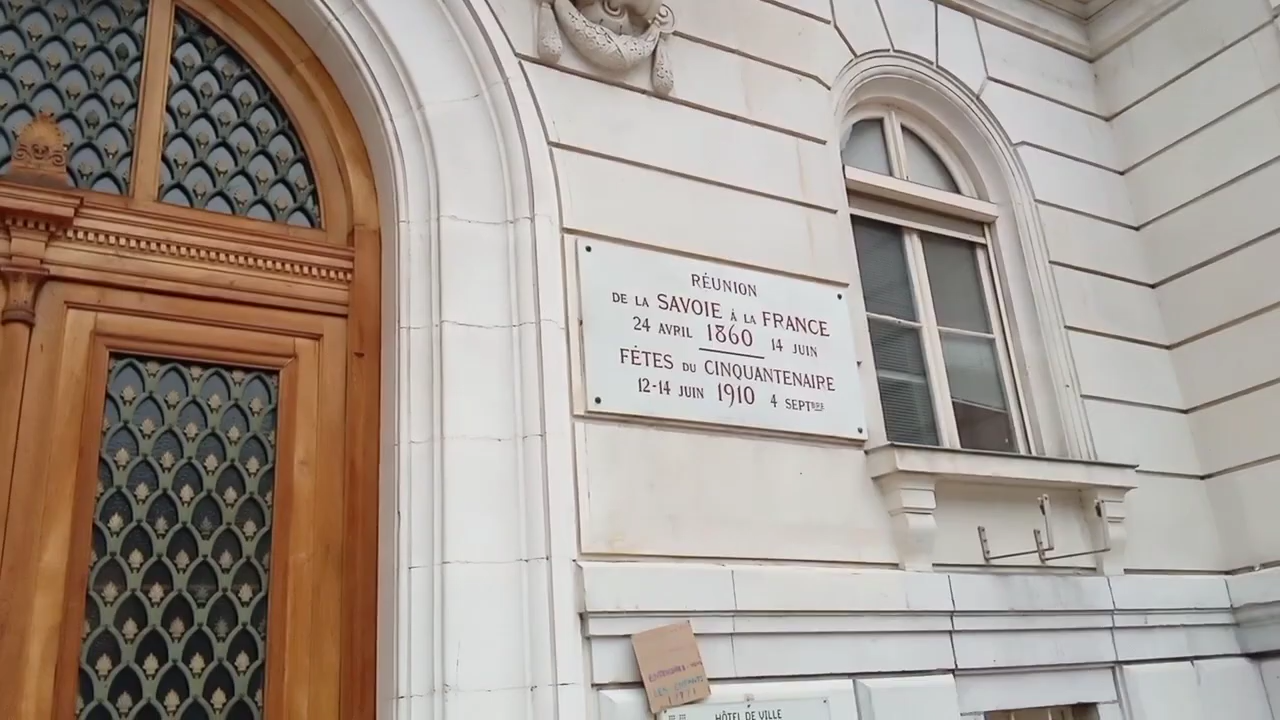 RÉUNION
DE LA SAVOIE À LA FRANCE
24 AVRIL 1860 14 JUIN
FÊTES DU CINQUANTENAIRE
12-14 JUIN 1910 4 SEPTBRE
HÔTEL DE VILLE